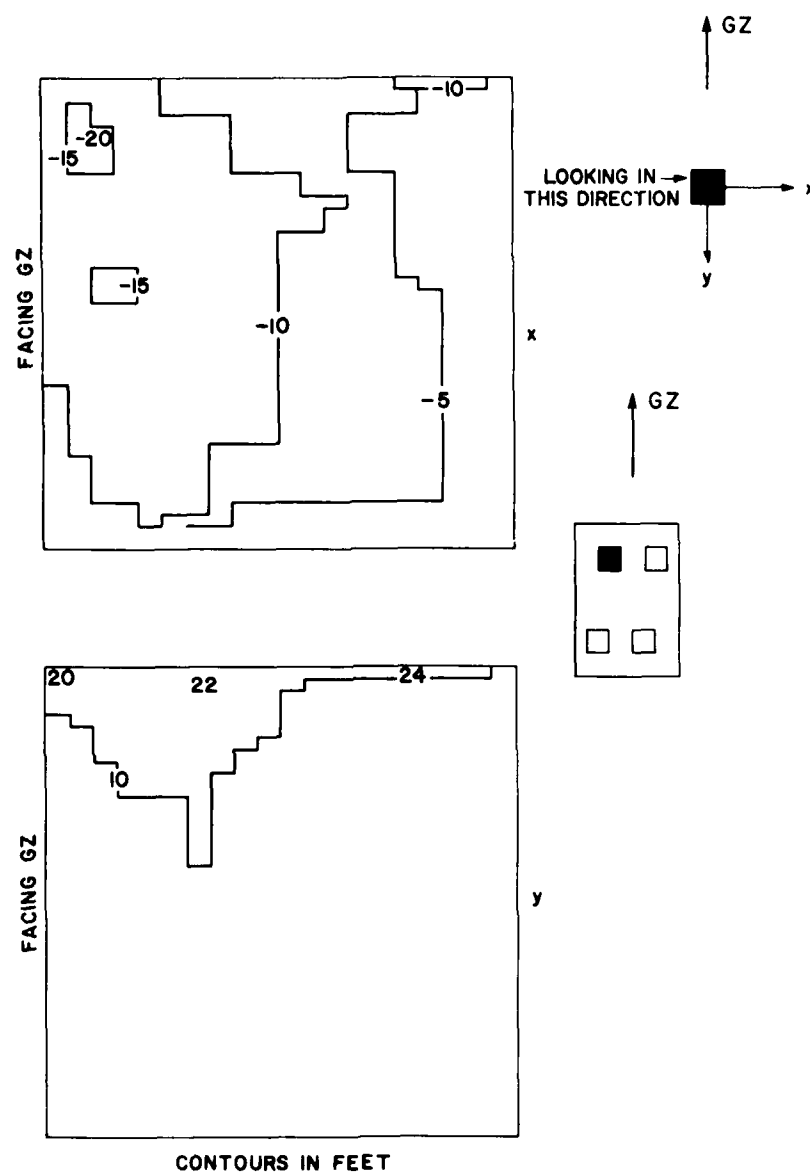 GZ
-10
-20
-15
LOOKING IN
THIS DIRECTION
x
y
-15
FACING GZ
-10
x
-5
GZ
20
22
24
10
FACING GZ
y
CONTOURS IN FEET